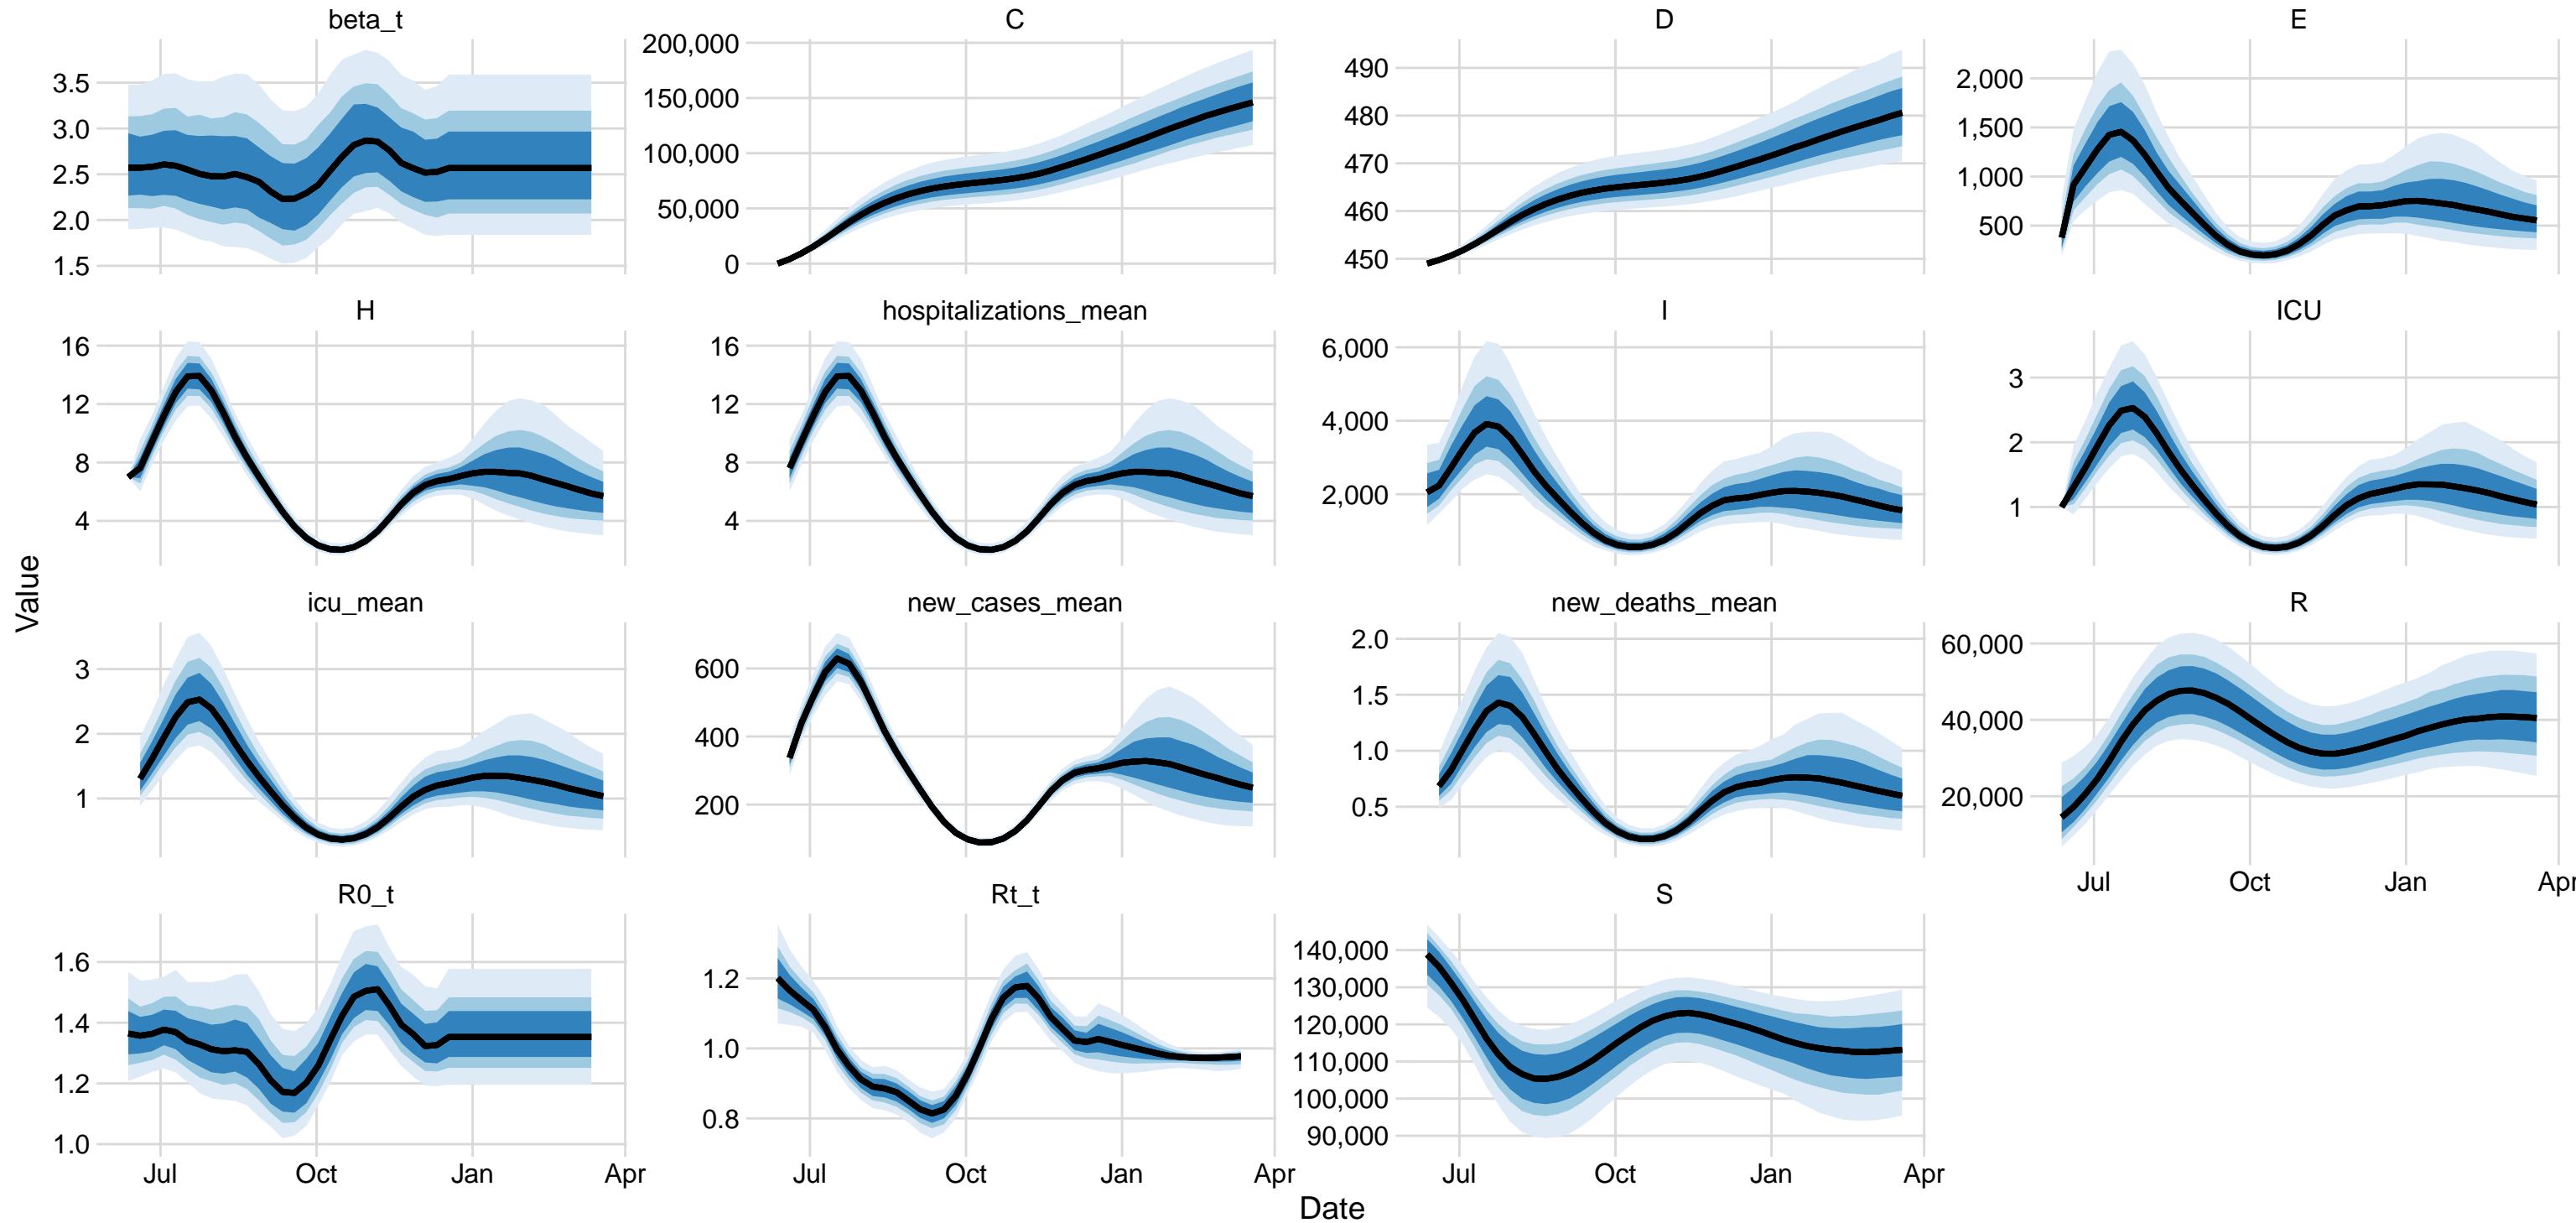 beta_t
C
D
E
3.5
3.0
2.5
2.0
1.5
200,000
150,000
100,000
50,000
0
490
480
470
460
450
2,000
1,500
1,000
500
H
hospitalizations_mean
I
ICU
16
12
8
4
16
12
8
4
6,000
4,000
2,000
3
2
1
Value
icu_mean
new_cases_mean
new_deaths_mean
R
3
2
1
600
400
200
2.0
1.5
1.0
0.5
60,000
40,000
20,000
Jul Oct Jan Apr
R0_t
Rt_t
S
1.6
1.4
1.2
1.0
1.2
1.0
0.8
140,000
130,000
120,000
110,000
100,000
90,000
Jul Oct Jan Apr
Jul Oct Jan Apr
Jul Oct Jan Apr
Date